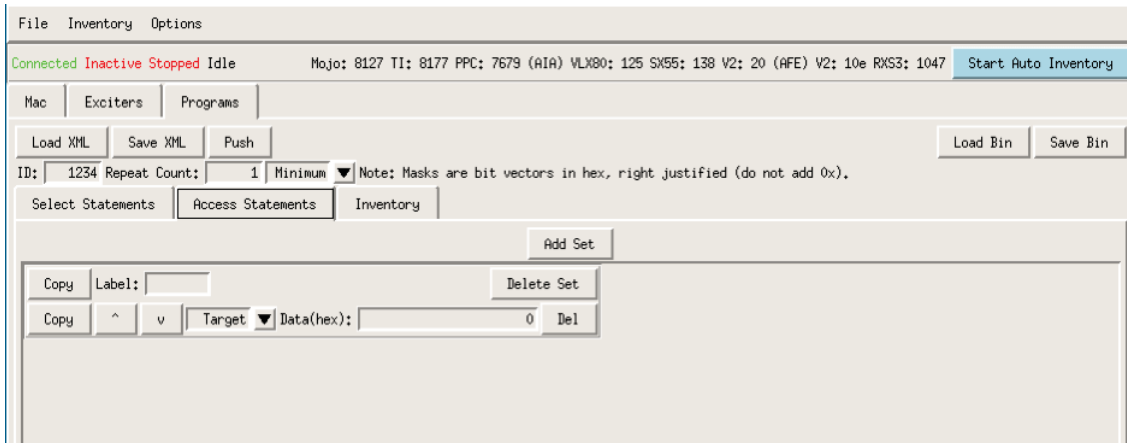 File Inventory Options
Connected Inactive Stopped Idle Mojo: 8127 TI: 8177 PPC: 7679 (AIA) VLX80: 125 SX55: 138 V2: 20 (AFE) V2: 10e RXS3: 1047 Start Auto Inventory
Mac Exciters Programs
Load XML Save XML Push Load Bin Save Bin
ID: 1234 Repeat Count: 1 Minimum ▼ Note: Masks are bit vectors in hex, right justified (do not add 0x).
Select Statements Access Statements Inventory
Add Set
Copy Label: Delete Set
Copy ^ v Target ▼ Data(hex): 0 Del